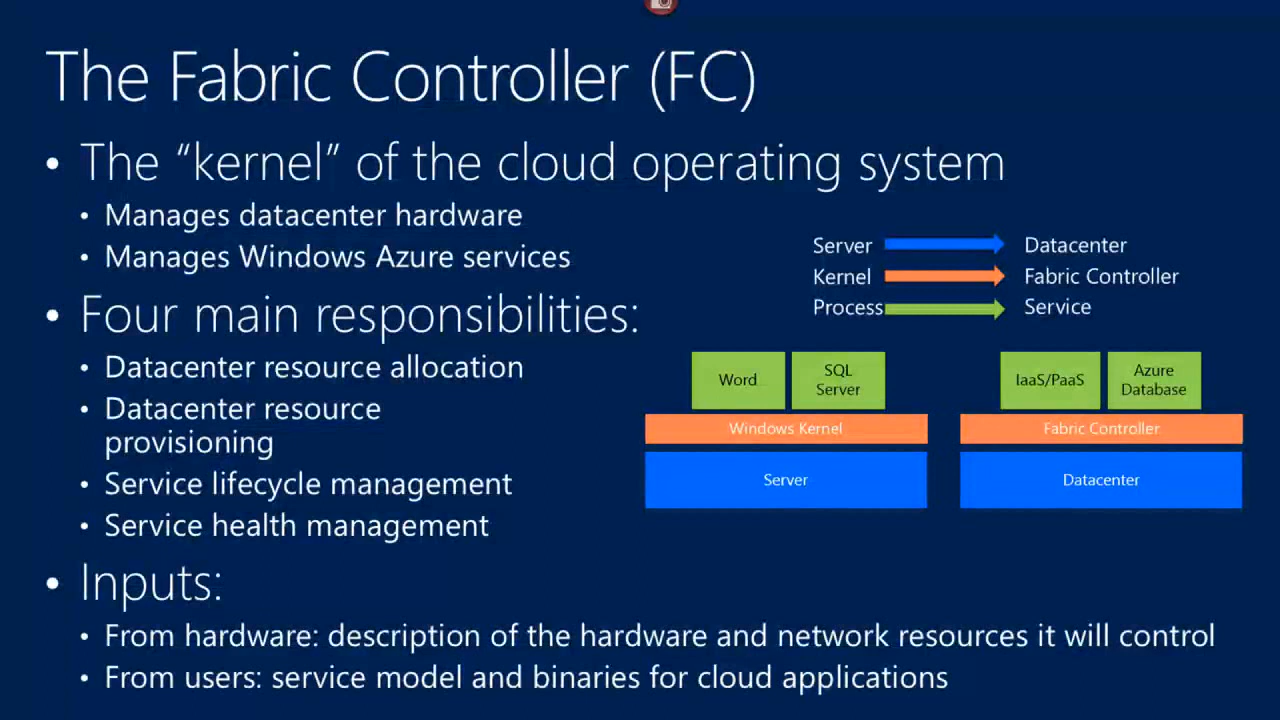 The Fabric Controller (FC)
• The “kernel” of the cloud operating system
• Manages datacenter hardware
• Manages Windows Azure services
• Four main responsibilities:
• Datacenter resource allocation
• Datacenter resource
provisioning
• Service lifecycle management
• Service health management
• Inputs:
• From hardware: description of the hardware and network resources it will control
• From users: service model and binaries for cloud applications
Server Datacenter
Kernel Fabric Controller
Process Service
Word
SQL
Server
Windows Kernel
Server
IaaS/PaaS
Azure
Database
Fabric Controller
Datacenter